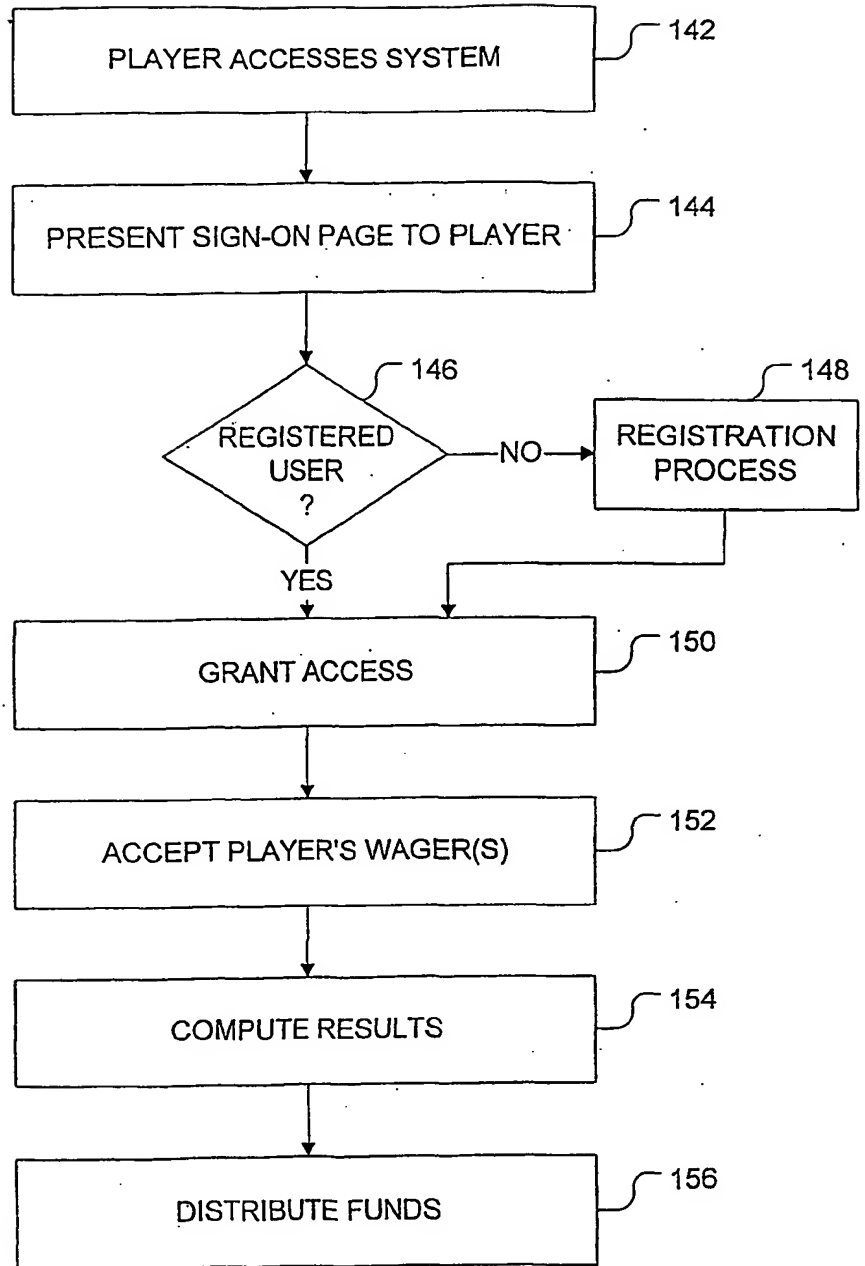 PLAYER ACCESSES SYSTEM
142
PRESENT SIGN-ON PAGE TO PLAYER
144
146
REGISTERED
USER
?
NO
148
REGISTRATION
PROCESS
YES
GRANT ACCESS
150
ACCEPT PLAYER'S WAGER(S)
152
COMPUTE RESULTS
154
DISTRIBUTE FUNDS
156